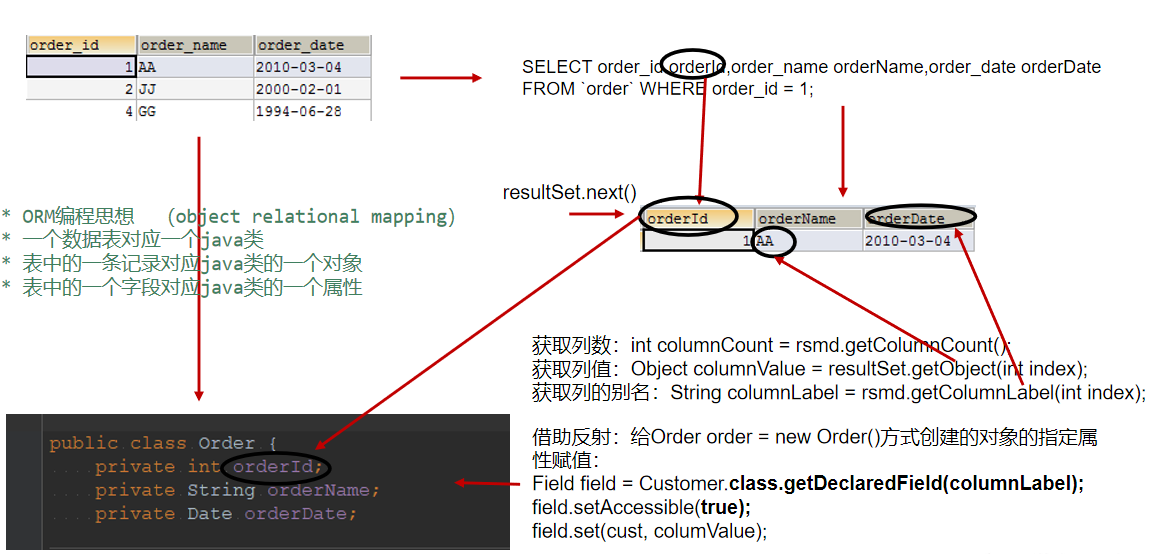 order_id order_name order_date
1 AA 2010-03-04
2 JJ 2000-02-01
4 GG 1994-06-28
SELECT order_id orderId,order_name orderName,order_date orderDate
FROM `order` WHERE order_id = 1;
resultSet.next()
orderId orderName orderDate
1 AA 2010-03-04
* ORM编程思想 (object relational mapping)
* 一个数据表对应一个java类
* 表中的一条记录对应java类的一个对象
* 表中的一个字段对应java类的一个属性
获取列数：int columnCount = rsmd.getColumnCount();
获取列值：Object columnValue = resultSet.getObject(int index);
获取列的别名：String columnLabel = rsmd.getColumnLabel(int index);
借助反射：给Order order = new Order()方式创建的对象的指定属
性赋值：
Field field = Customer.class.getDeclaredField(columnLabel);
field.setAccessible(true);
field.set(cust, columValue);
public class Order {
private int orderId;
private String orderName;
private Date orderDate;